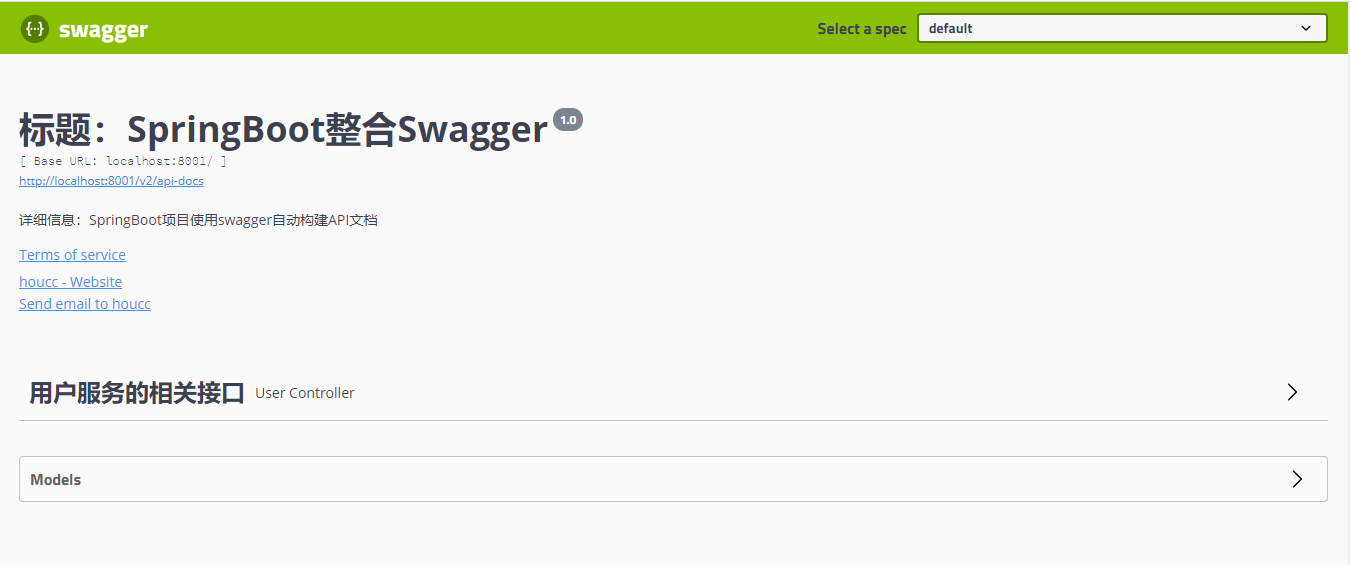 {···} swagger Select a spec default
标题：SpringBoot整合Swagger 1.0
[ Base URL: localhost:8001/ ]
http://localhost:8001/v2/api-docs
详细信息：SpringBoot项目使用swagger自动构建API文档
Terms of service
houcc - Website
Send email to houcc
用户服务的相关接口 User Controller
Models